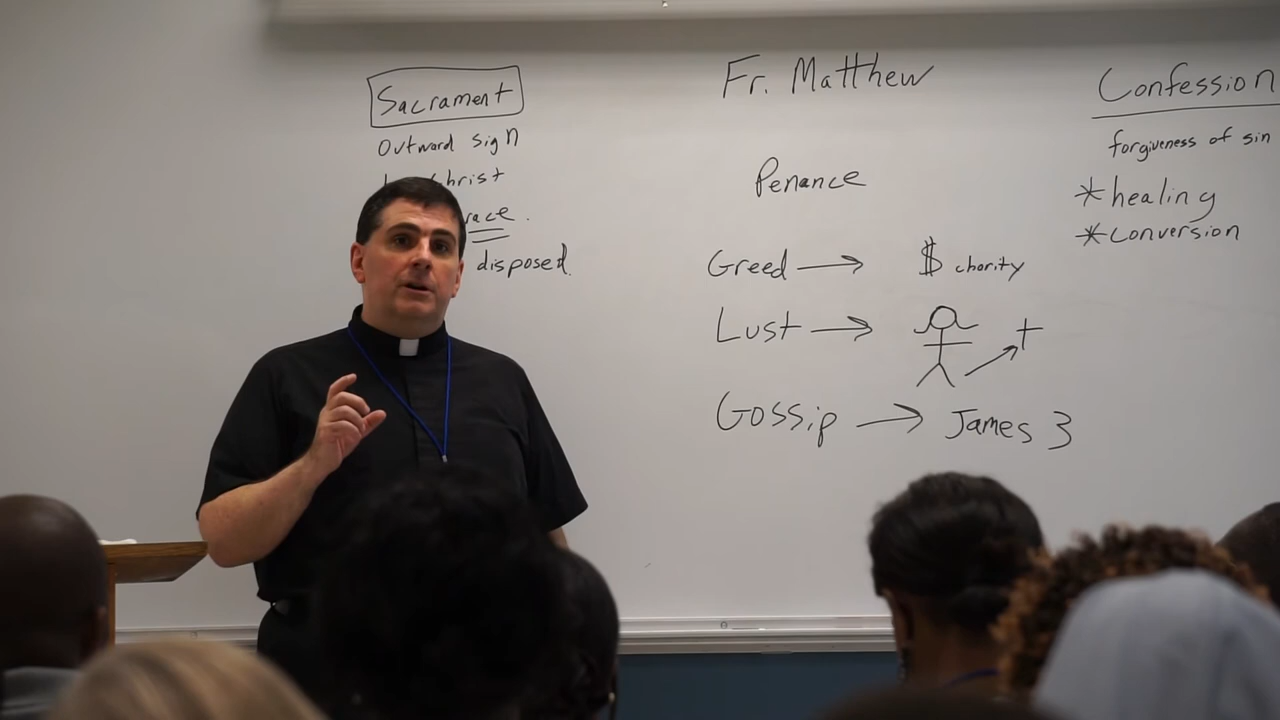 Sacrament
Outward sign
Christ
disposed.
Fr. Matthew
Penance
Greed → $ charity
Lust → †
Gossip → James 3
Confession
forgiveness of sin
*healing
*conversion